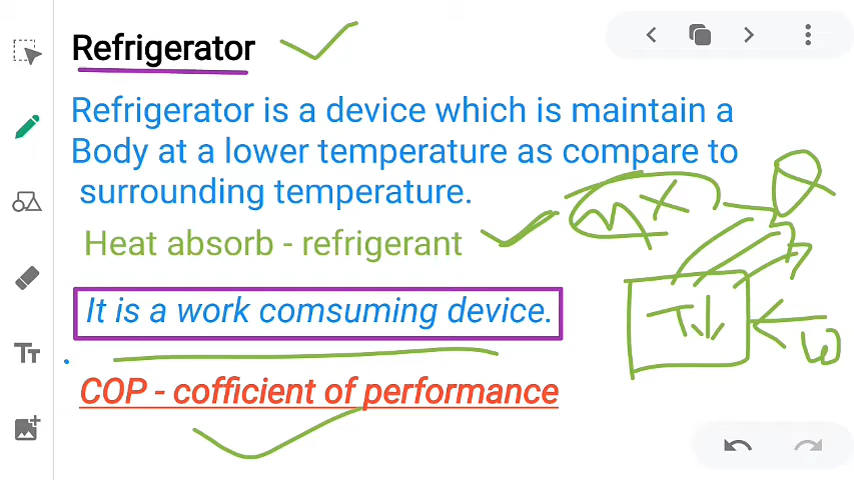 Refrigerator
Refrigerator is a device which is maintain a
Body at a lower temperature as compare to
surrounding temperature.
Heat absorb - refrigerant
It is a work comsuming device.
COP - cofficient of performance
T↓
W
TT